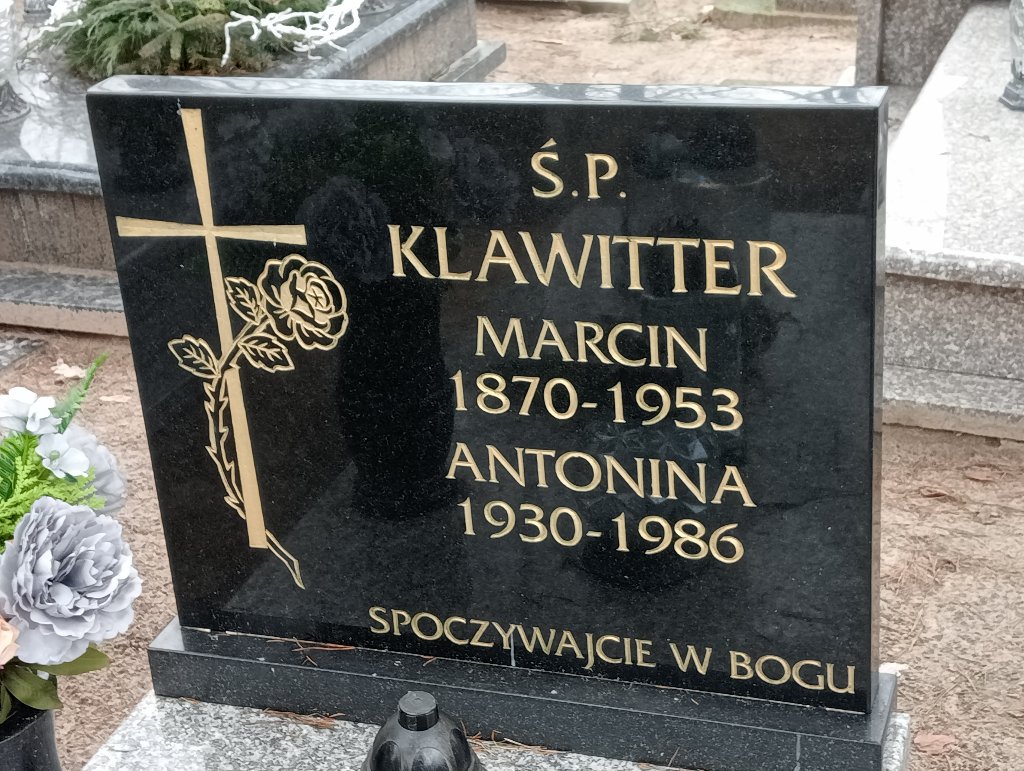 Ś.P.
KLAWITTER
MARCIN
1870-1953
ANTONINA
1930-1986
SPOCZYWAJCIE W BOGU